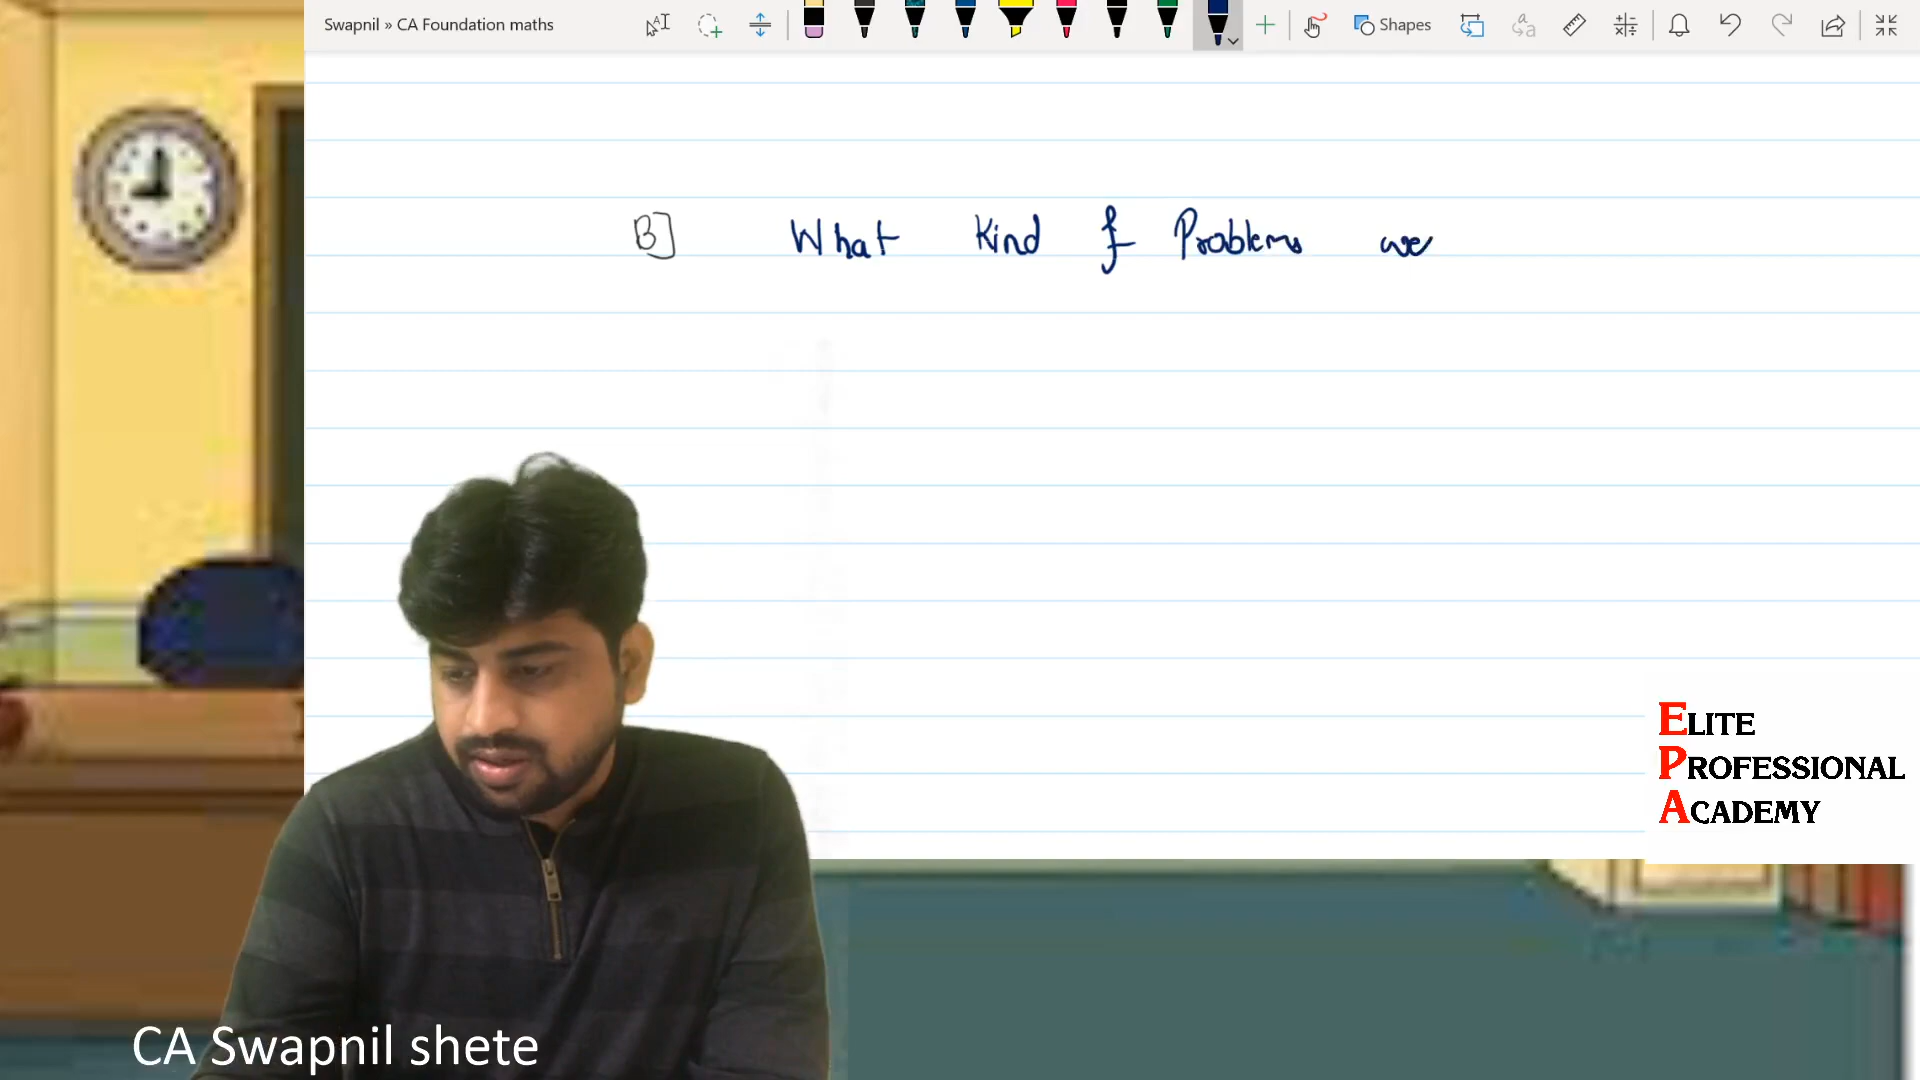 Swapnil » CA Foundation maths
Shapes
B] What Kind of Problems we
ELITE
PROFESSIONAL
ACADEMY
CA Swapnil shete